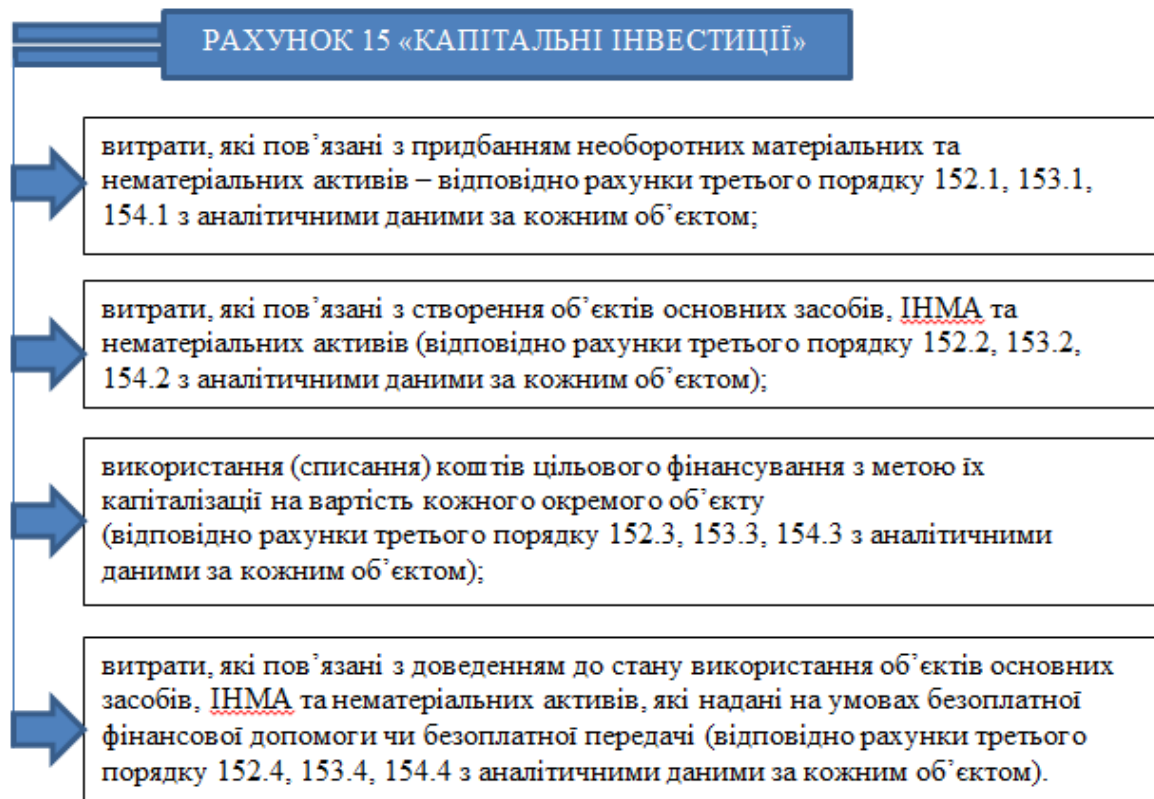 РАХУНОК 15 «КАПІТАЛЬНІ ІНВЕСТИЦІЇ»
витрати, які пов’язані з придбанням необоротних матеріальних та
нематеріальних активів – відповідно рахунки третього порядку 152.1, 153.1,
154.1 з аналітичними даними за кожним об’єктом;
витрати, які пов’язані з створення об’єктів основних засобів, ІНМА та
нематеріальних активів (відповідно рахунки третього порядку 152.2, 153.2,
154.2 з аналітичними даними за кожним об’єктом);
використання (списання) коштів цільового фінансування з метою їх
капіталізації на вартість кожного окремого об’єкту
(відповідно рахунки третього порядку 152.3, 153.3, 154.3 з аналітичними
даними за кожним об’єктом);
витрати, які пов’язані з доведенням до стану використання об’єктів основних
засобів, ІНМА та нематеріальних активів, які надані на умовах безоплатної
фінансової допомоги чи безоплатної передачі (відповідно рахунки третього
порядку 152.4, 153.4, 154.4 з аналітичними даними за кожним об’єктом).